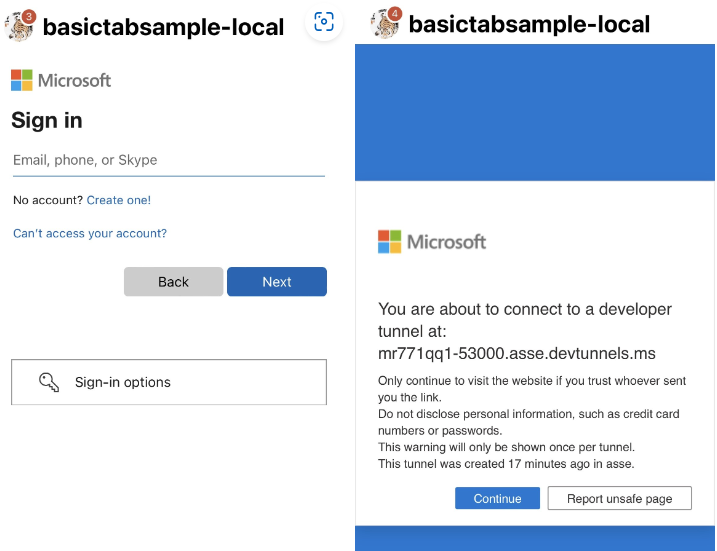 3
basictabsample-local
Microsoft
Sign in
Email, phone, or Skype
No account? Create one!
Can't access your account?
Back
Next
Sign-in options
4
basictabsample-local
Microsoft
You are about to connect to a developer
tunnel at:
mr771qq1-53000.asse.devtunnels.ms
Only continue to visit the website if you trust whoever sent
you the link.
Do not disclose personal information, such as credit card
numbers or passwords.
This warning will only be shown once per tunnel.
This tunnel was created 17 minutes ago in asse.
Continue
Report unsafe page